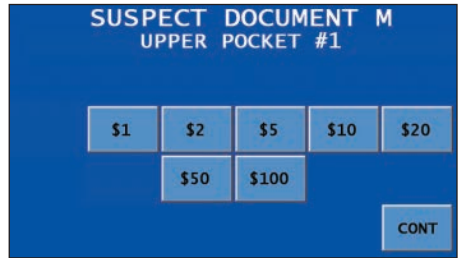 SUSPECT DOCUMENT M
UPPER POCKET #1
$1 $2 $5 $10 $20
$50 $100
CONT